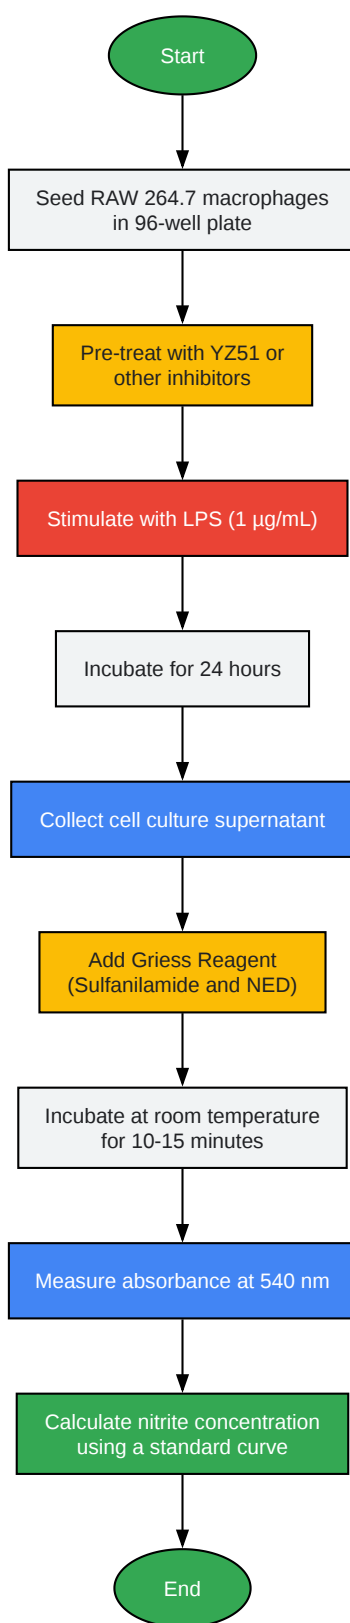 Start
Seed RAW 264.7 macrophages
in 96-well plate
Pre-treat with YZ51 or
other inhibitors
Stimulate with LPS (1 µg/mL)
Incubate for 24 hours
Collect cell culture supernatant
Add Griess Reagent
(Sulfanilamide and NED)
Incubate at room temperature
for 10-15 minutes
Measure absorbance at 540 nm
Calculate nitrite concentration
using a standard curve
End